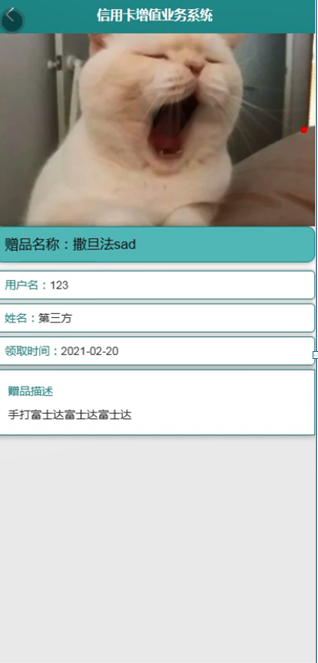 信用卡增值业务系统
赠品名称：撒旦法sad
用户名：123
姓名：第三方
领取时间：2021-02-20
赠品描述
手打富士达富士达富士达